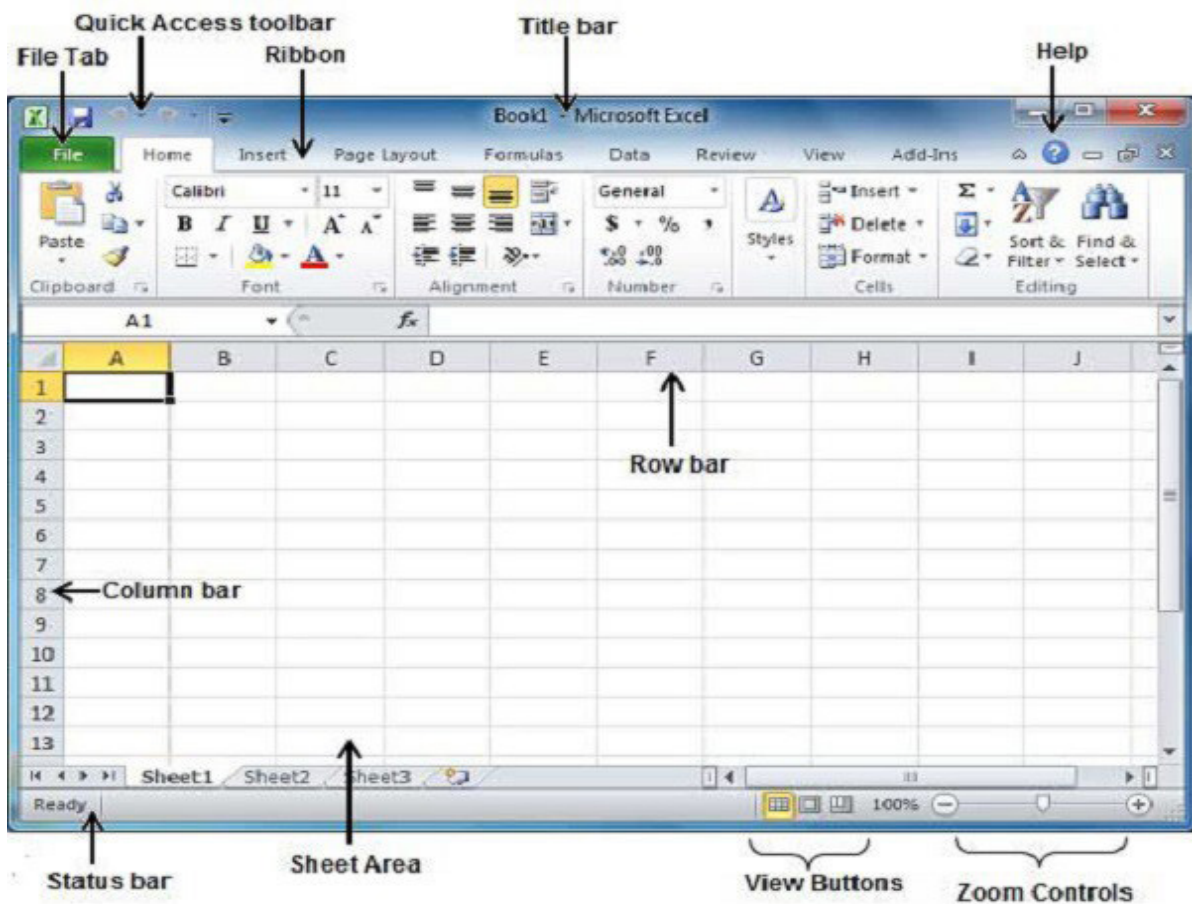 Quick Access toolbar Title bar
File Tab Ribbon Help
Book1 - Microsoft Excel
File Home Insert Page Layout Formulas Data Review View Add-Ins
Calibri 11 General Insert
B I U A A $ % , Delete
Paste A Styles Format Sort & Find &
Filter Select
Clipboard Font Alignment Number Cells Editing
A1 fx
A B C D E F G H I J
1
2
3
Row bar
4
5
6
7
8 Column bar
9
10
11
12
13
Sheet1 Sheet2 Sheet3
Ready 100%
Status bar Sheet Area View Buttons Zoom Controls